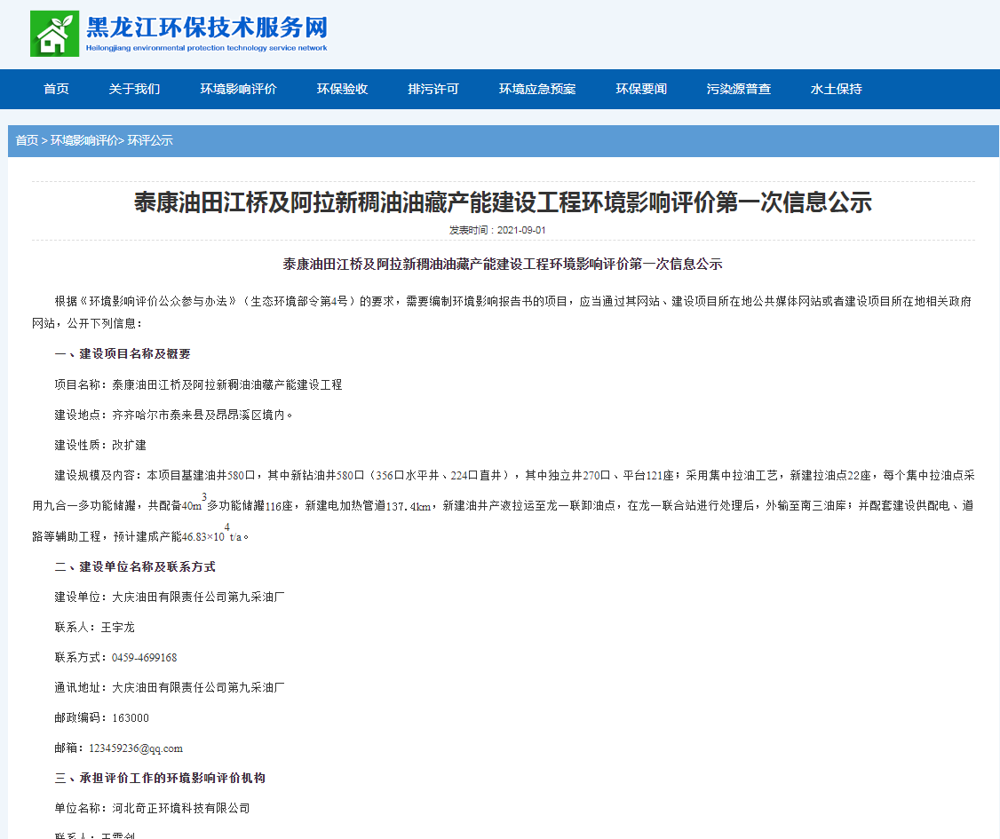 黑龙江环保技术服务网
Heilongjiang environmental protection technology service network
首页 关于我们 环境影响评价 环保验收 排污许可 环境应急预案 环保要闻 污染源普查 水土保持
首页 > 环境影响评价> 环评公示
泰康油田江桥及阿拉新稠油油藏产能建设工程环境影响评价第一次信息公示
发表时间：2021-09-01
泰康油田江桥及阿拉新稠油油藏产能建设工程环境影响评价第一次信息公示
根据《环境影响评价公众参与办法》（生态环境部令第4号）的要求，需要编制环境影响报告书的项目，应当通过其网站、建设项目所在地公共媒体网站或者建设项目所在地相关政府
网站，公开下列信息：
一、建设项目名称及概要
项目名称：泰康油田江桥及阿拉新稠油油藏产能建设工程
建设地点：齐齐哈尔市泰来县及昂昂溪区境内。
建设性质：改扩建
建设规模及内容：本项目基建油井580口，其中新钻油井580口（356口水平井、224口直井），其中独立井270口、平台121座；采用集中拉油工艺，新建拉油点22座，每个集中拉油点采
用九合一多功能储罐，共配备40m3多功能储罐116座，新建电加热管道137.4km，新建油井产液拉运至龙一联卸油点，在龙一联合站进行处理后，外输至南三油库；并配套建设供配电、道
路等辅助工程，预计建成产能46.83×104t/a。
二、建设单位名称及联系方式
建设单位：大庆油田有限责任公司第九采油厂
联系人：王宇龙
联系方式：0459-4699168
通讯地址：大庆油田有限责任公司第九采油厂
邮政编码：163000
邮箱：123459236@qq.com
三、承担评价工作的环境影响评价机构
单位名称：河北奇正环境科技有限公司
联系人：王雪剑